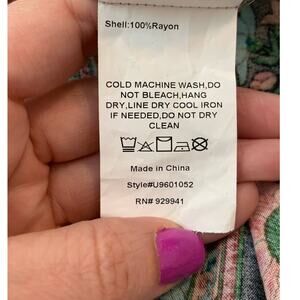 Shell:100%Rayon
COLD MACHINE WASH,DO
NOT BLEACH,HANG
DRY,LINE DRY COOL IRON
IF NEEDED,DO NOT DRY
CLEAN
Made in China
Style#U9601052
RN# 929941